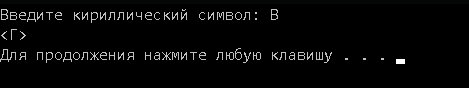 Введите кириллический символ: В
<Г>
Для продолжения нажмите любую клавишу . . .